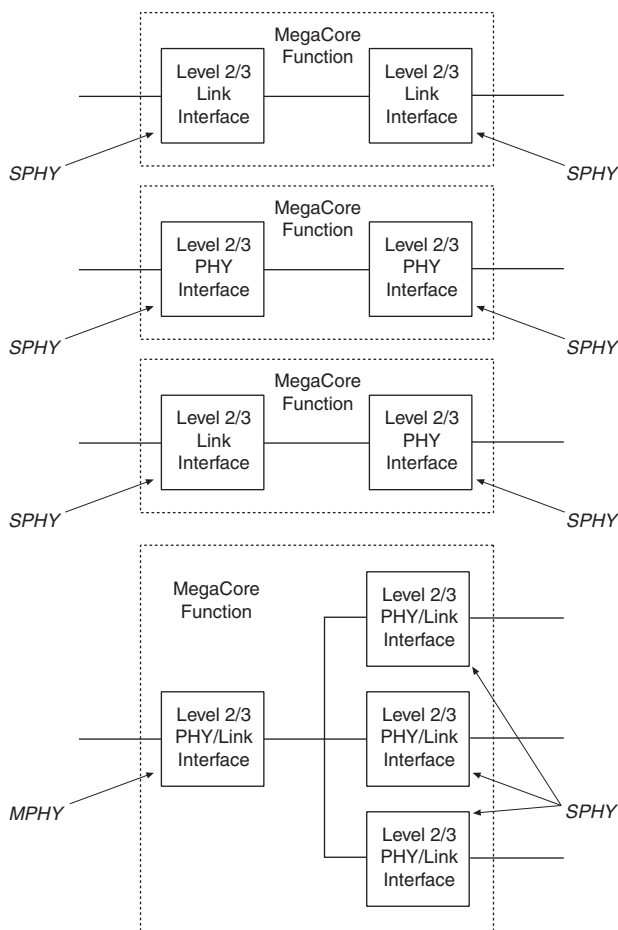 MegaCore
Function
Level 2/3
Link
Interface
Level 2/3
Link
Interface
SPHY
SPHY
MegaCore
Function
Level 2/3
PHY
Interface
Level 2/3
PHY
Interface
SPHY
SPHY
MegaCore
Function
Level 2/3
Link
Interface
Level 2/3
PHY
Interface
SPHY
SPHY
MegaCore
Function
Level 2/3
PHY/Link
Interface
Level 2/3
PHY/Link
Interface
Level 2/3
PHY/Link
Interface
MPHY
SPHY
Level 2/3
PHY/Link
Interface